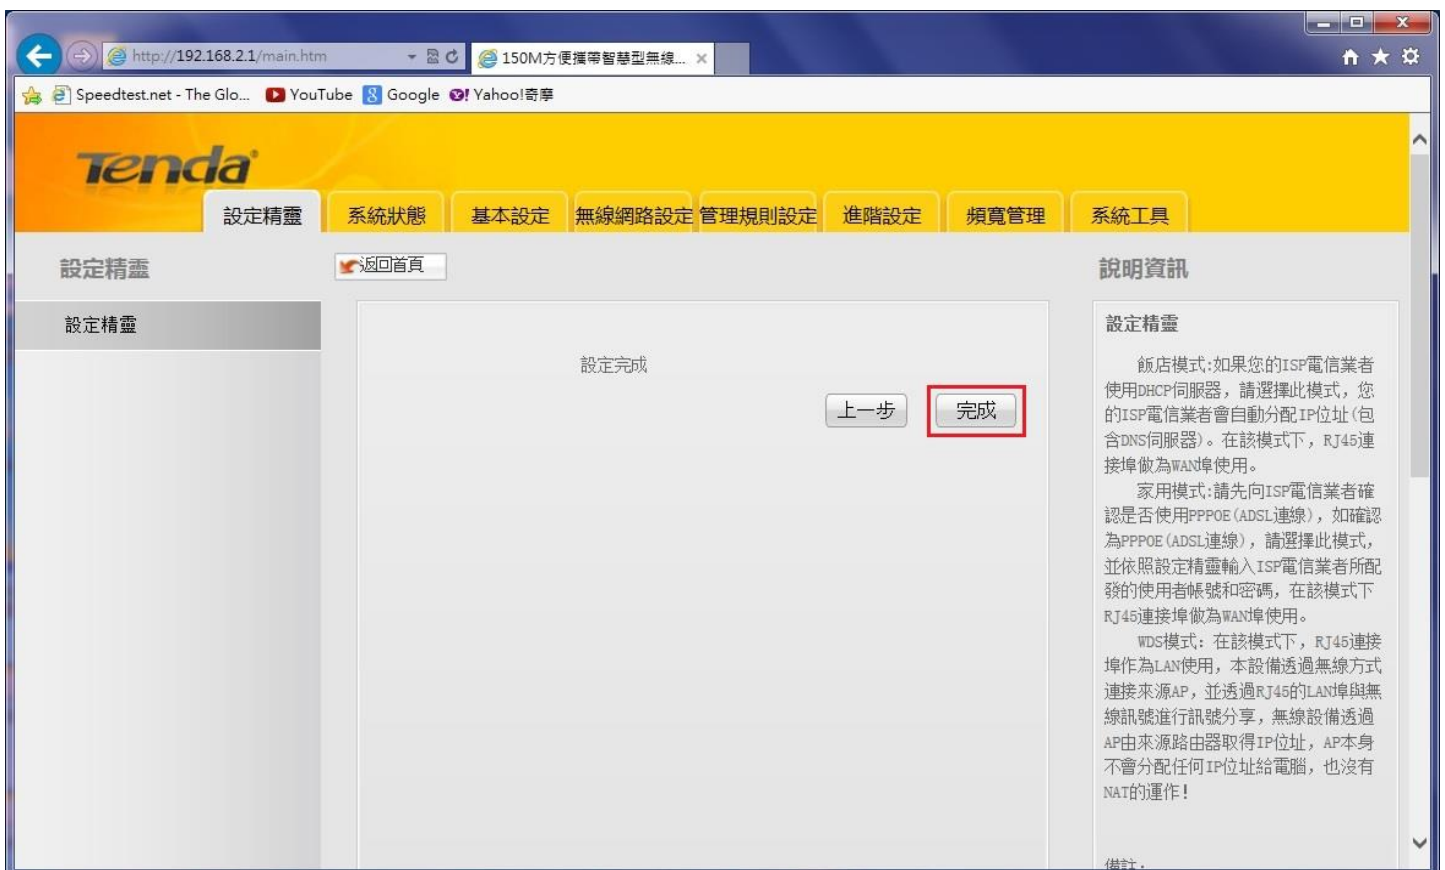 http://192.168.2.1/main.htm
150M方便攜帶智慧型無線...
Speedtest.net - The Glo...
YouTube
Google
Yahoo!奇摩
Tenda
設定精靈
系統狀態
基本設定
無線網路設定
管理規則設定
進階設定
頻寬管理
系統工具
設定精靈
返回首頁
說明資訊
設定精靈
設定完成
上一步
完成
設定精靈
飯店模式:如果您的ISP電信業者
使用DHCP伺服器，請選擇此模式，您
的ISP電信業者會自動分配IP位址(包
含DNS伺服器)。在該模式下，RJ45連
接埠做為WAN埠使用。
家用模式:請先向ISP電信業者確
認是否使用PPPOE(ADSL連線)，如確認
為PPPOE(ADSL連線)，請選擇此模式，
並依照設定精靈輸入ISP電信業者所配
發的使用者帳號和密碼，在該模式下
RJ45連接埠做為WAN埠使用。
WDS模式: 在該模式下，RJ45連接
埠作為LAN使用，本設備透過無線方式
連接來源AP，並透過RJ45的LAN埠與無
線訊號進行訊號分享，無線設備透過
AP由來源路由器取得IP位址，AP本身
不會分配任何IP位址給電腦，也沒有
NAT的運作!
備註: